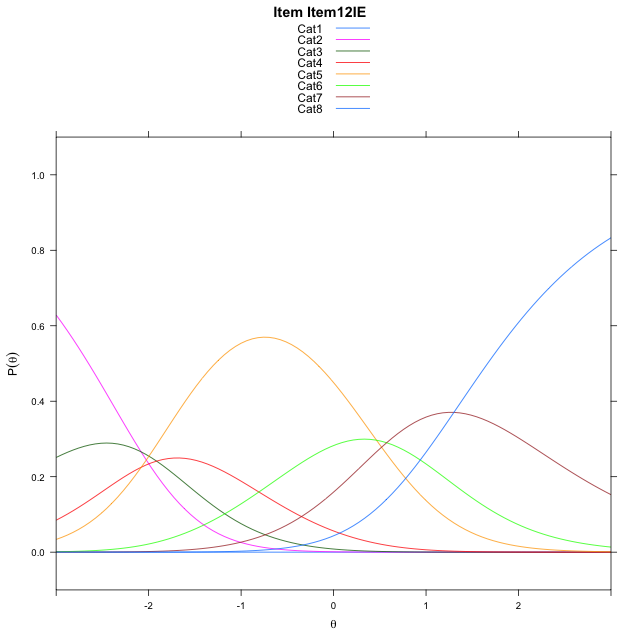 Item Item12IE
Cat1
Cat2
Cat3
Cat4
Cat5
Cat6
Cat7
Cat8
1.0
0.8
0.6
0.4
0.2
0.0
P(θ)
-2 -1 0 1 2
θ